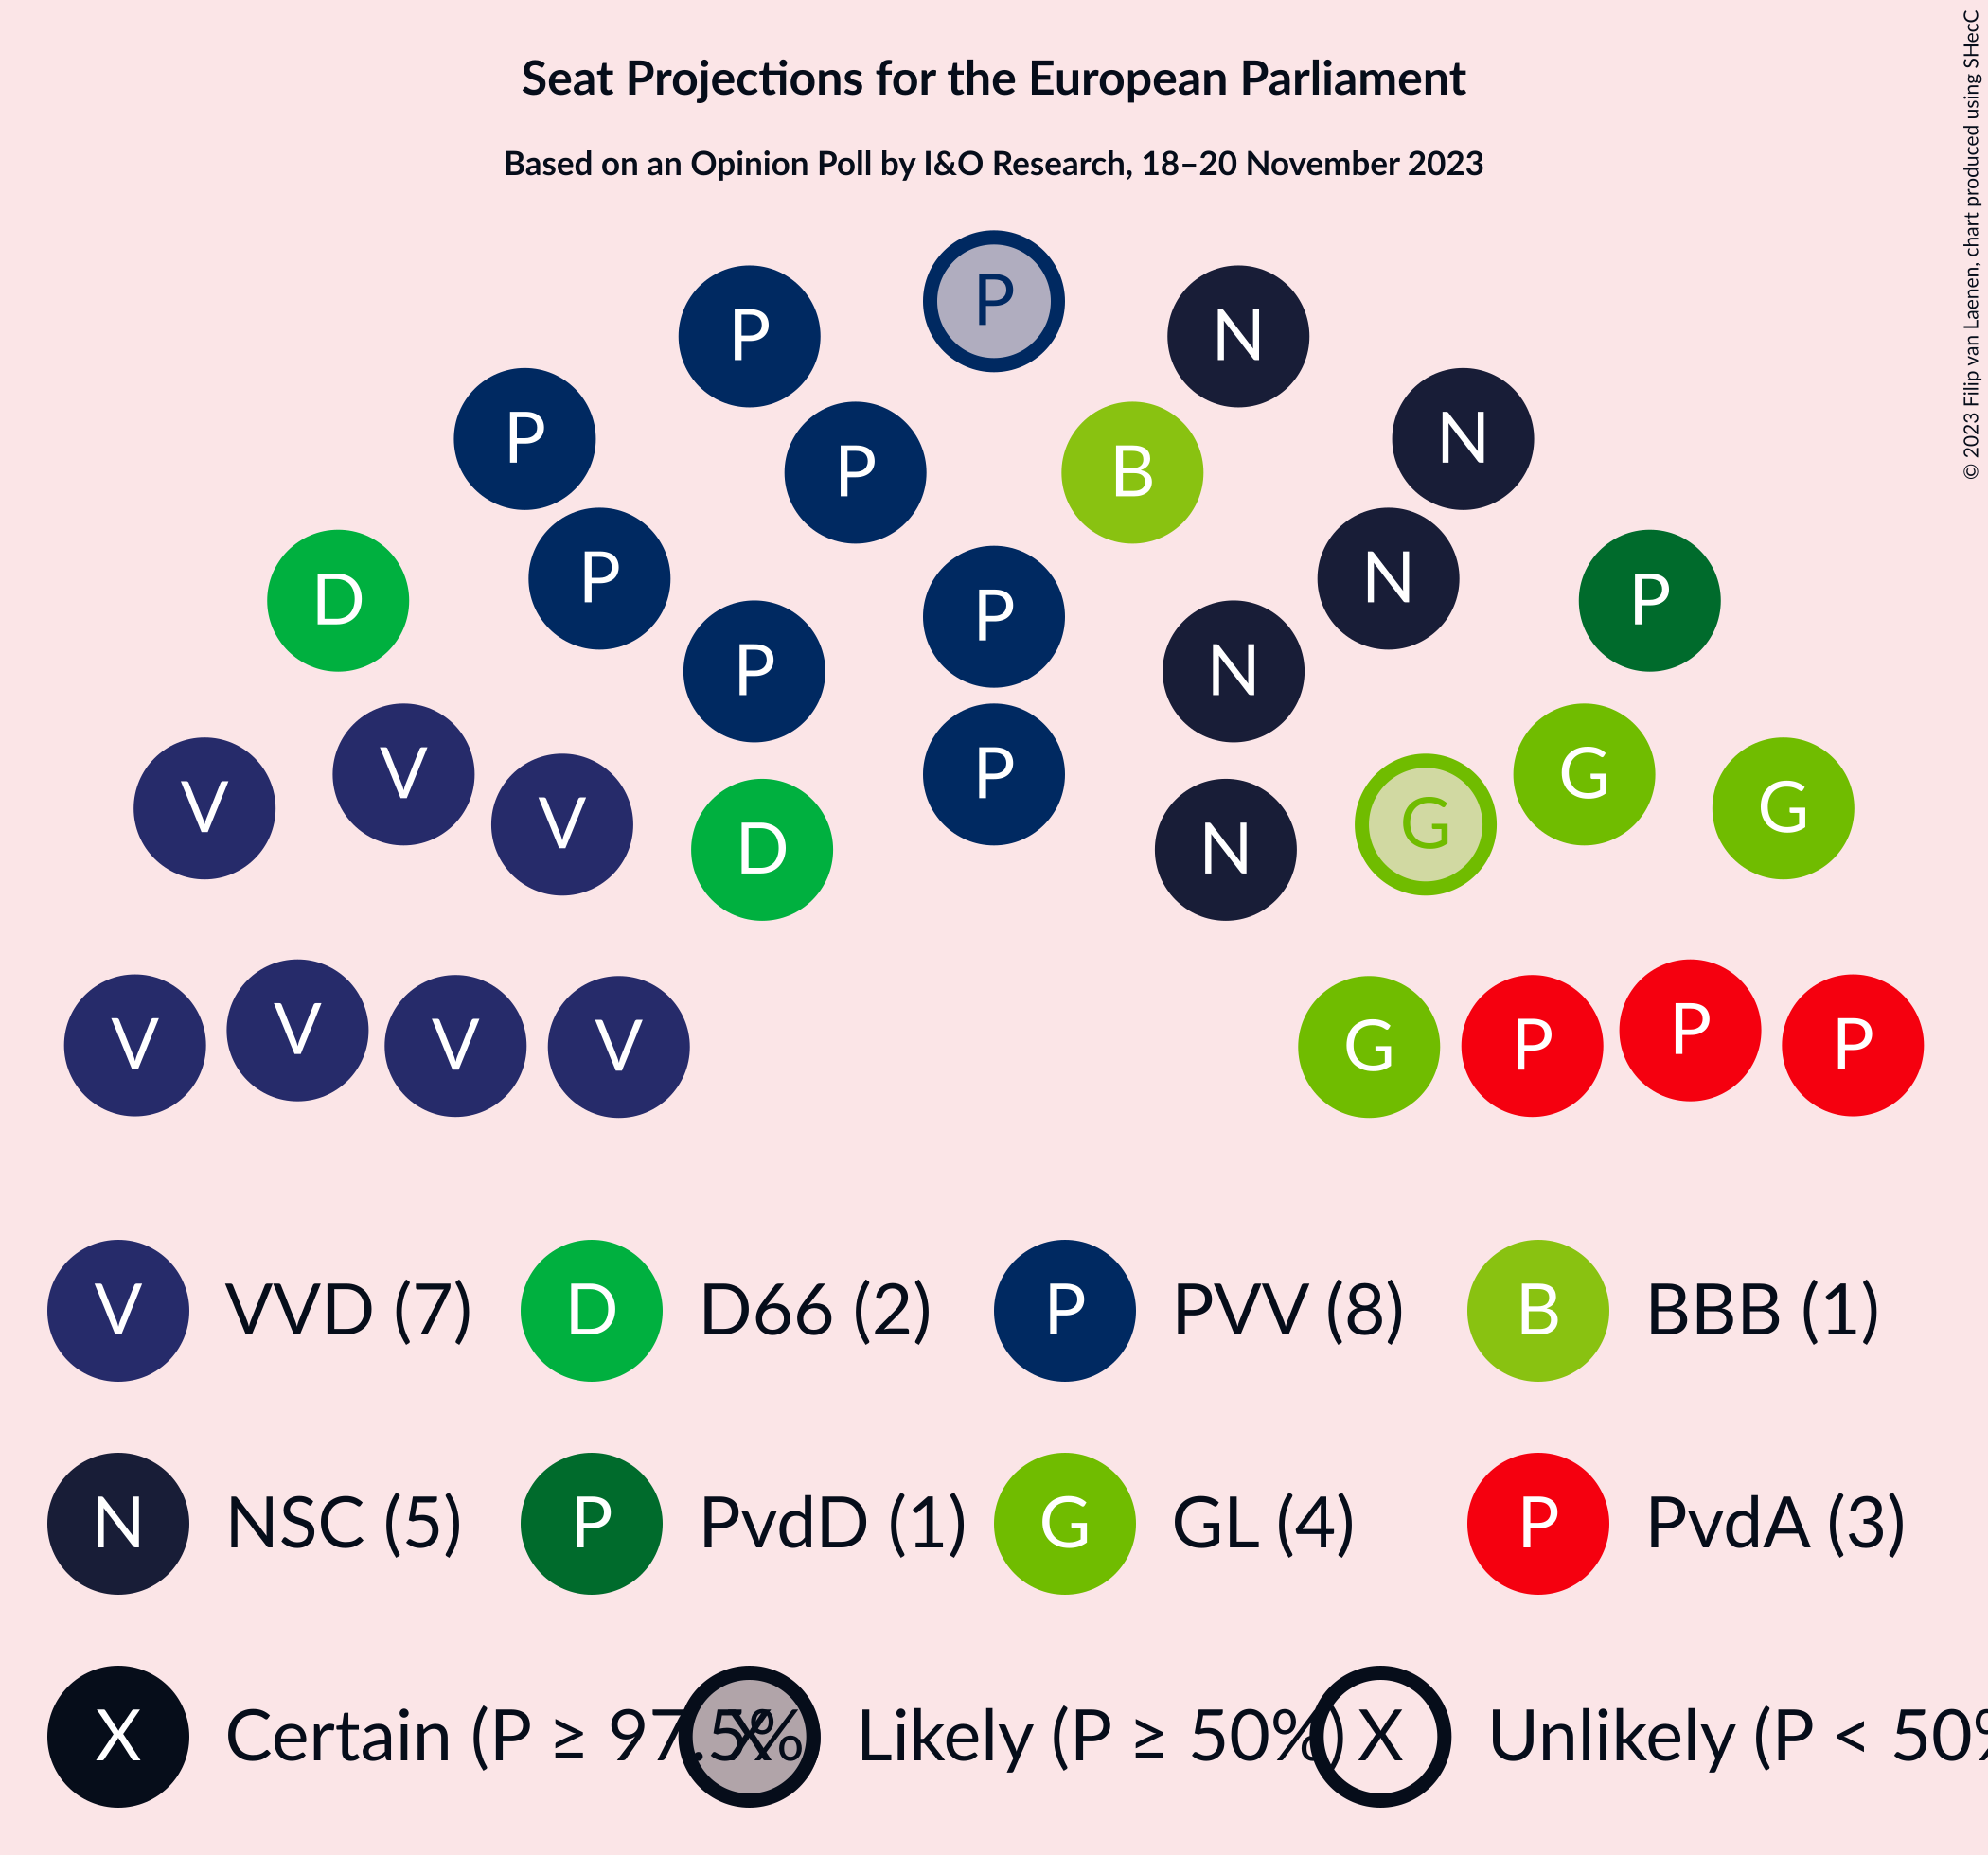 Seat Projections for the European Parliament
Based on an Opinion Poll by I&O Research, 18–20 November 2023
© 2023 Filip van Laenen, chart produced using SHecC
P
P N
P N
P B
P N
D P P
P N
V V P G G
V D N G
V V V V G P P P
V VVD (7) D D66 (2) P PVV (8) B BBB (1)
N NSC (5) P PvdD (1) G GL (4) P PvdA (3)
X Certain (P ≥ 97.5% X Likely (P ≥ 50%) X Unlikely (P < 50%